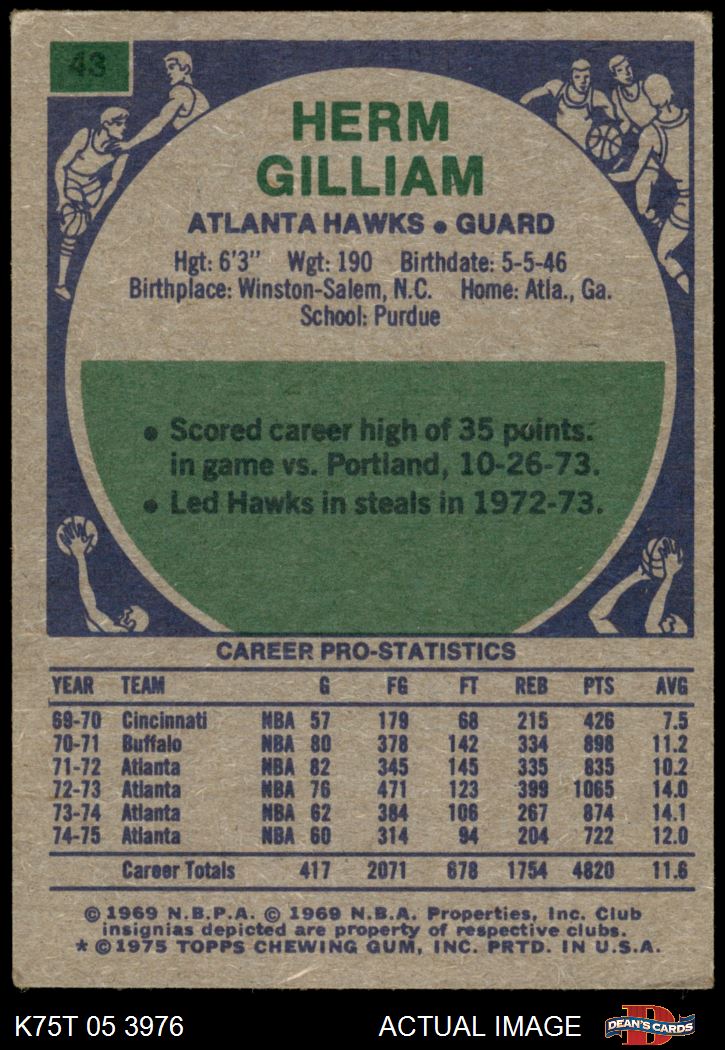 43
HERM
GILLIAM
ATLANTA HAWKS • GUARD
Hgt: 6'3" Wgt: 190 Birthdate: 5-5-46
Birthplace: Winston-Salem, N.C. Home: Atla., Ga.
School: Purdue
• Scored career high of 35 points.
in game vs. Portland, 10-26-73.
• Led Hawks in steals in 1972-73.
CAREER PRO-STATISTICS
YEAR TEAM G FG FT REB PTS AVG
69-70 Cincinnati NBA 57 179 68 215 426 7.5
70-71 Buffalo NBA 80 378 142 334 898 11.2
71-72 Atlanta NBA 82 345 145 335 835 10.2
72-73 Atlanta NBA 76 471 123 399 1065 14.0
73-74 Atlanta NBA 62 384 106 267 874 14.1
74-75 Atlanta NBA 60 314 94 204 722 12.0
Career Totals 417 2071 678 1754 4820 11.6
© 1969 N.B.P.A. © 1969 N.B.A. Properties, Inc. Club
insignias depicted are property of respective clubs.
* © 1975 TOPPS CHEWING GUM, INC. PRTD. IN U.S.A.
K75T 05 3976 ACTUAL IMAGE D DEAN'S CARDS